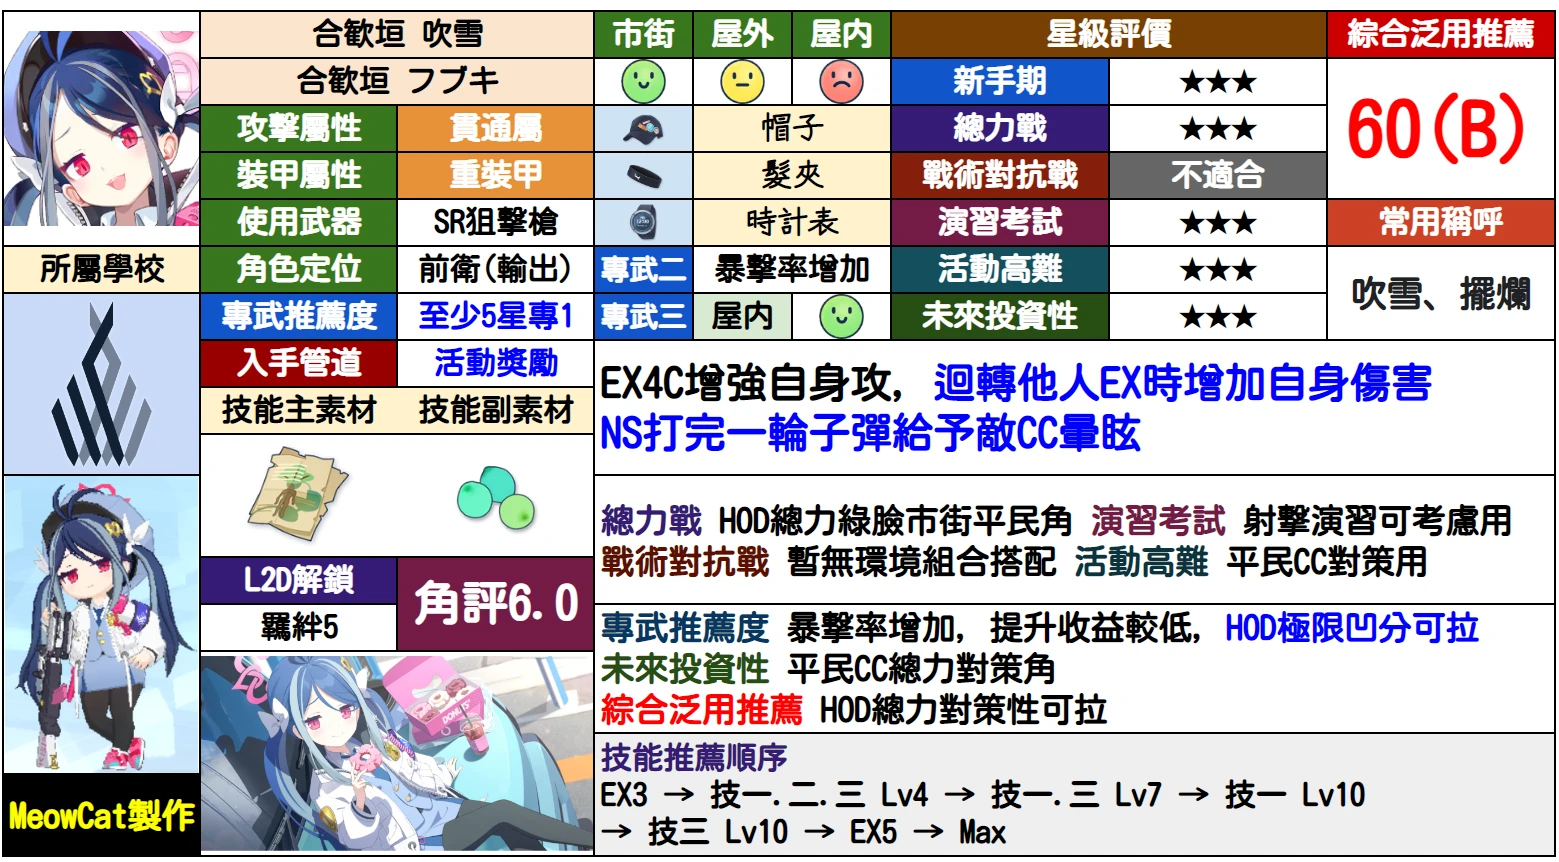 合歓垣 吹雪
合歓垣 フブキ
市街 屋外 屋内
星級評價
綜合泛用推薦
新手期 ★★★
60(B)
攻擊屬性 貫通屬
帽子
總力戰 ★★★
裝甲屬性 重裝甲
髮夾
戰術對抗戰 不適合
使用武器 SR狙擊槍
時計表
演習考試 ★★★
常用稱呼
所屬學校
角色定位 前衛(輸出)
專武二 暴擊率增加
活動高難 ★★★
吹雪、擺爛
專武推薦度 至少5星專1
專武三 屋内
未來投資性 ★★★
入手管道 活動獎勵
技能主素材 技能副素材
EX4C增強自身攻, 迴轉他人EX時增加自身傷害
NS打完一輪子彈給予敵CC暈眩
總力戰 HOD總力綠臉市街平民角 演習考試 射擊演習可考慮用
戰術對抗戰 暫無環境組合搭配 活動高難 平民CC對策用
L2D解鎖
羈絆5
角評6.0
專武推薦度 暴擊率增加, 提升收益較低, HOD極限凹分可拉
未來投資性 平民CC總力對策角
綜合泛用推薦 HOD總力對策性可拉
DONUTS
技能推薦順序
EX3 → 技一.二.三 Lv4 → 技一.三 Lv7 → 技一 Lv10
→ 技三 Lv10 → EX5 → Max
MeowCat製作